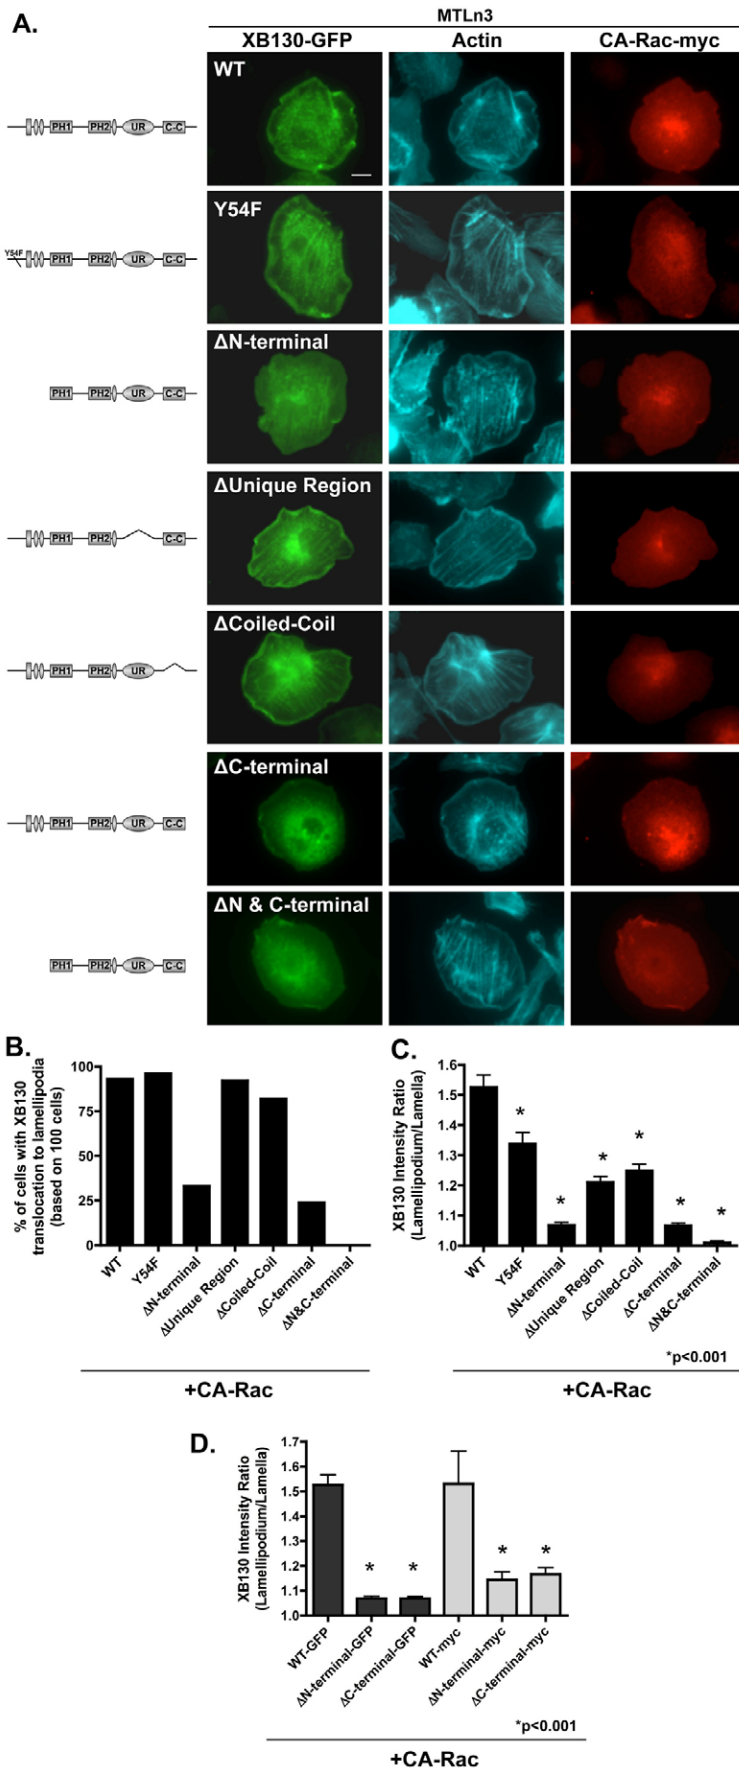 A.
MTLn3
XB130-GFP Actin CA-Rac-myc
WT
PH1 PH2 UR C-C
Y54F
Y54F
PH1 PH2 UR C-C
ΔN-terminal
PH1 PH2 UR C-C
ΔUnique Region
PH1 PH2 C-C
ΔCoiled-Coil
PH1 PH2 UR
ΔC-terminal
PH1 PH2 UR C-C
ΔN & C-terminal
PH1 PH2 UR C-C
B.
% of cells with XB130
translocation to lamellipodia
(based on 100 cells)
100
75
50
25
0
WT
Y54F
ΔN-terminal
ΔUnique Region
ΔCoiled-Coil
ΔC-terminal
ΔN&C-terminal
+CA-Rac
C.
XB130 Intensity Ratio
(Lamellipodium/Lamella)
1.6
1.5
1.4
1.3
1.2
1.1
1.0
* * * * * *
WT
Y54F
ΔN-terminal
ΔUnique Region
ΔCoiled-Coil
ΔC-terminal
ΔN&C-terminal
*p<0.001
+CA-Rac
D.
XB130 Intensity Ratio
(Lamellipodium/Lamella)
1.7
1.6
1.5
1.4
1.3
1.2
1.1
1.0
* * * *
WT-GFP
ΔN-terminal-GFP
ΔC-terminal-GFP
WT-myc
ΔN-terminal-myc
ΔC-terminal-myc
*p<0.001
+CA-Rac